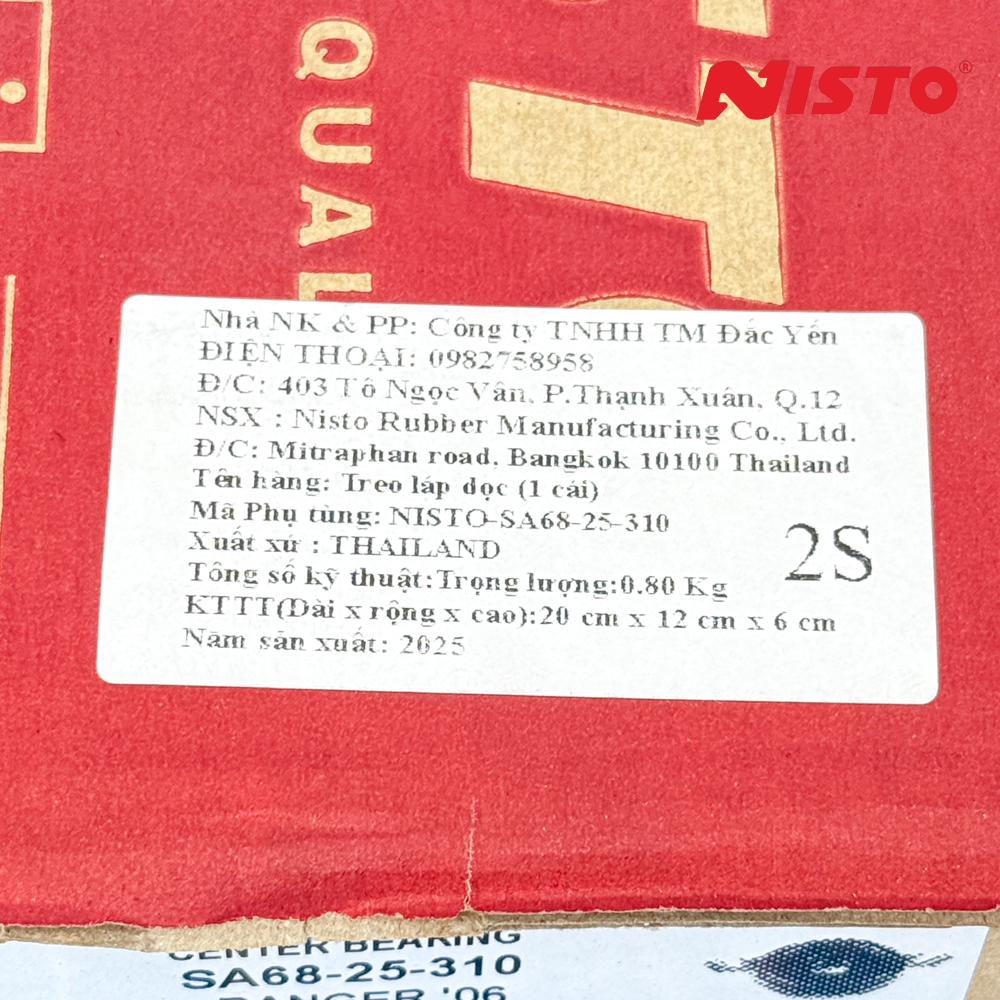 NISTO®
QUAL
Nhà NK & PP: Công ty TNHH TM Đắc Yến
ĐIỆN THOẠI: 0982758958
Đ/C: 403 Tô Ngọc Vân, P.Thạnh Xuân, Q.12
NSX : Nisto Rubber Manufacturing Co., Ltd.
Đ/C: Mitraphan road, Bangkok 10100 Thailand
Tên hàng: Treo láp dọc (1 cái)
Mã Phụ tùng: NISTO-SA68-25-310
Xuất xứ : THAILAND
Tông số kỹ thuật:Trọng lượng:0.80 Kg
KTTT(Dài x rộng x cao):20 cm x 12 cm x 6 cm
Năm sản xuất: 2025
2S
CENTER BEARING
SA68-25-310
RANGER '06